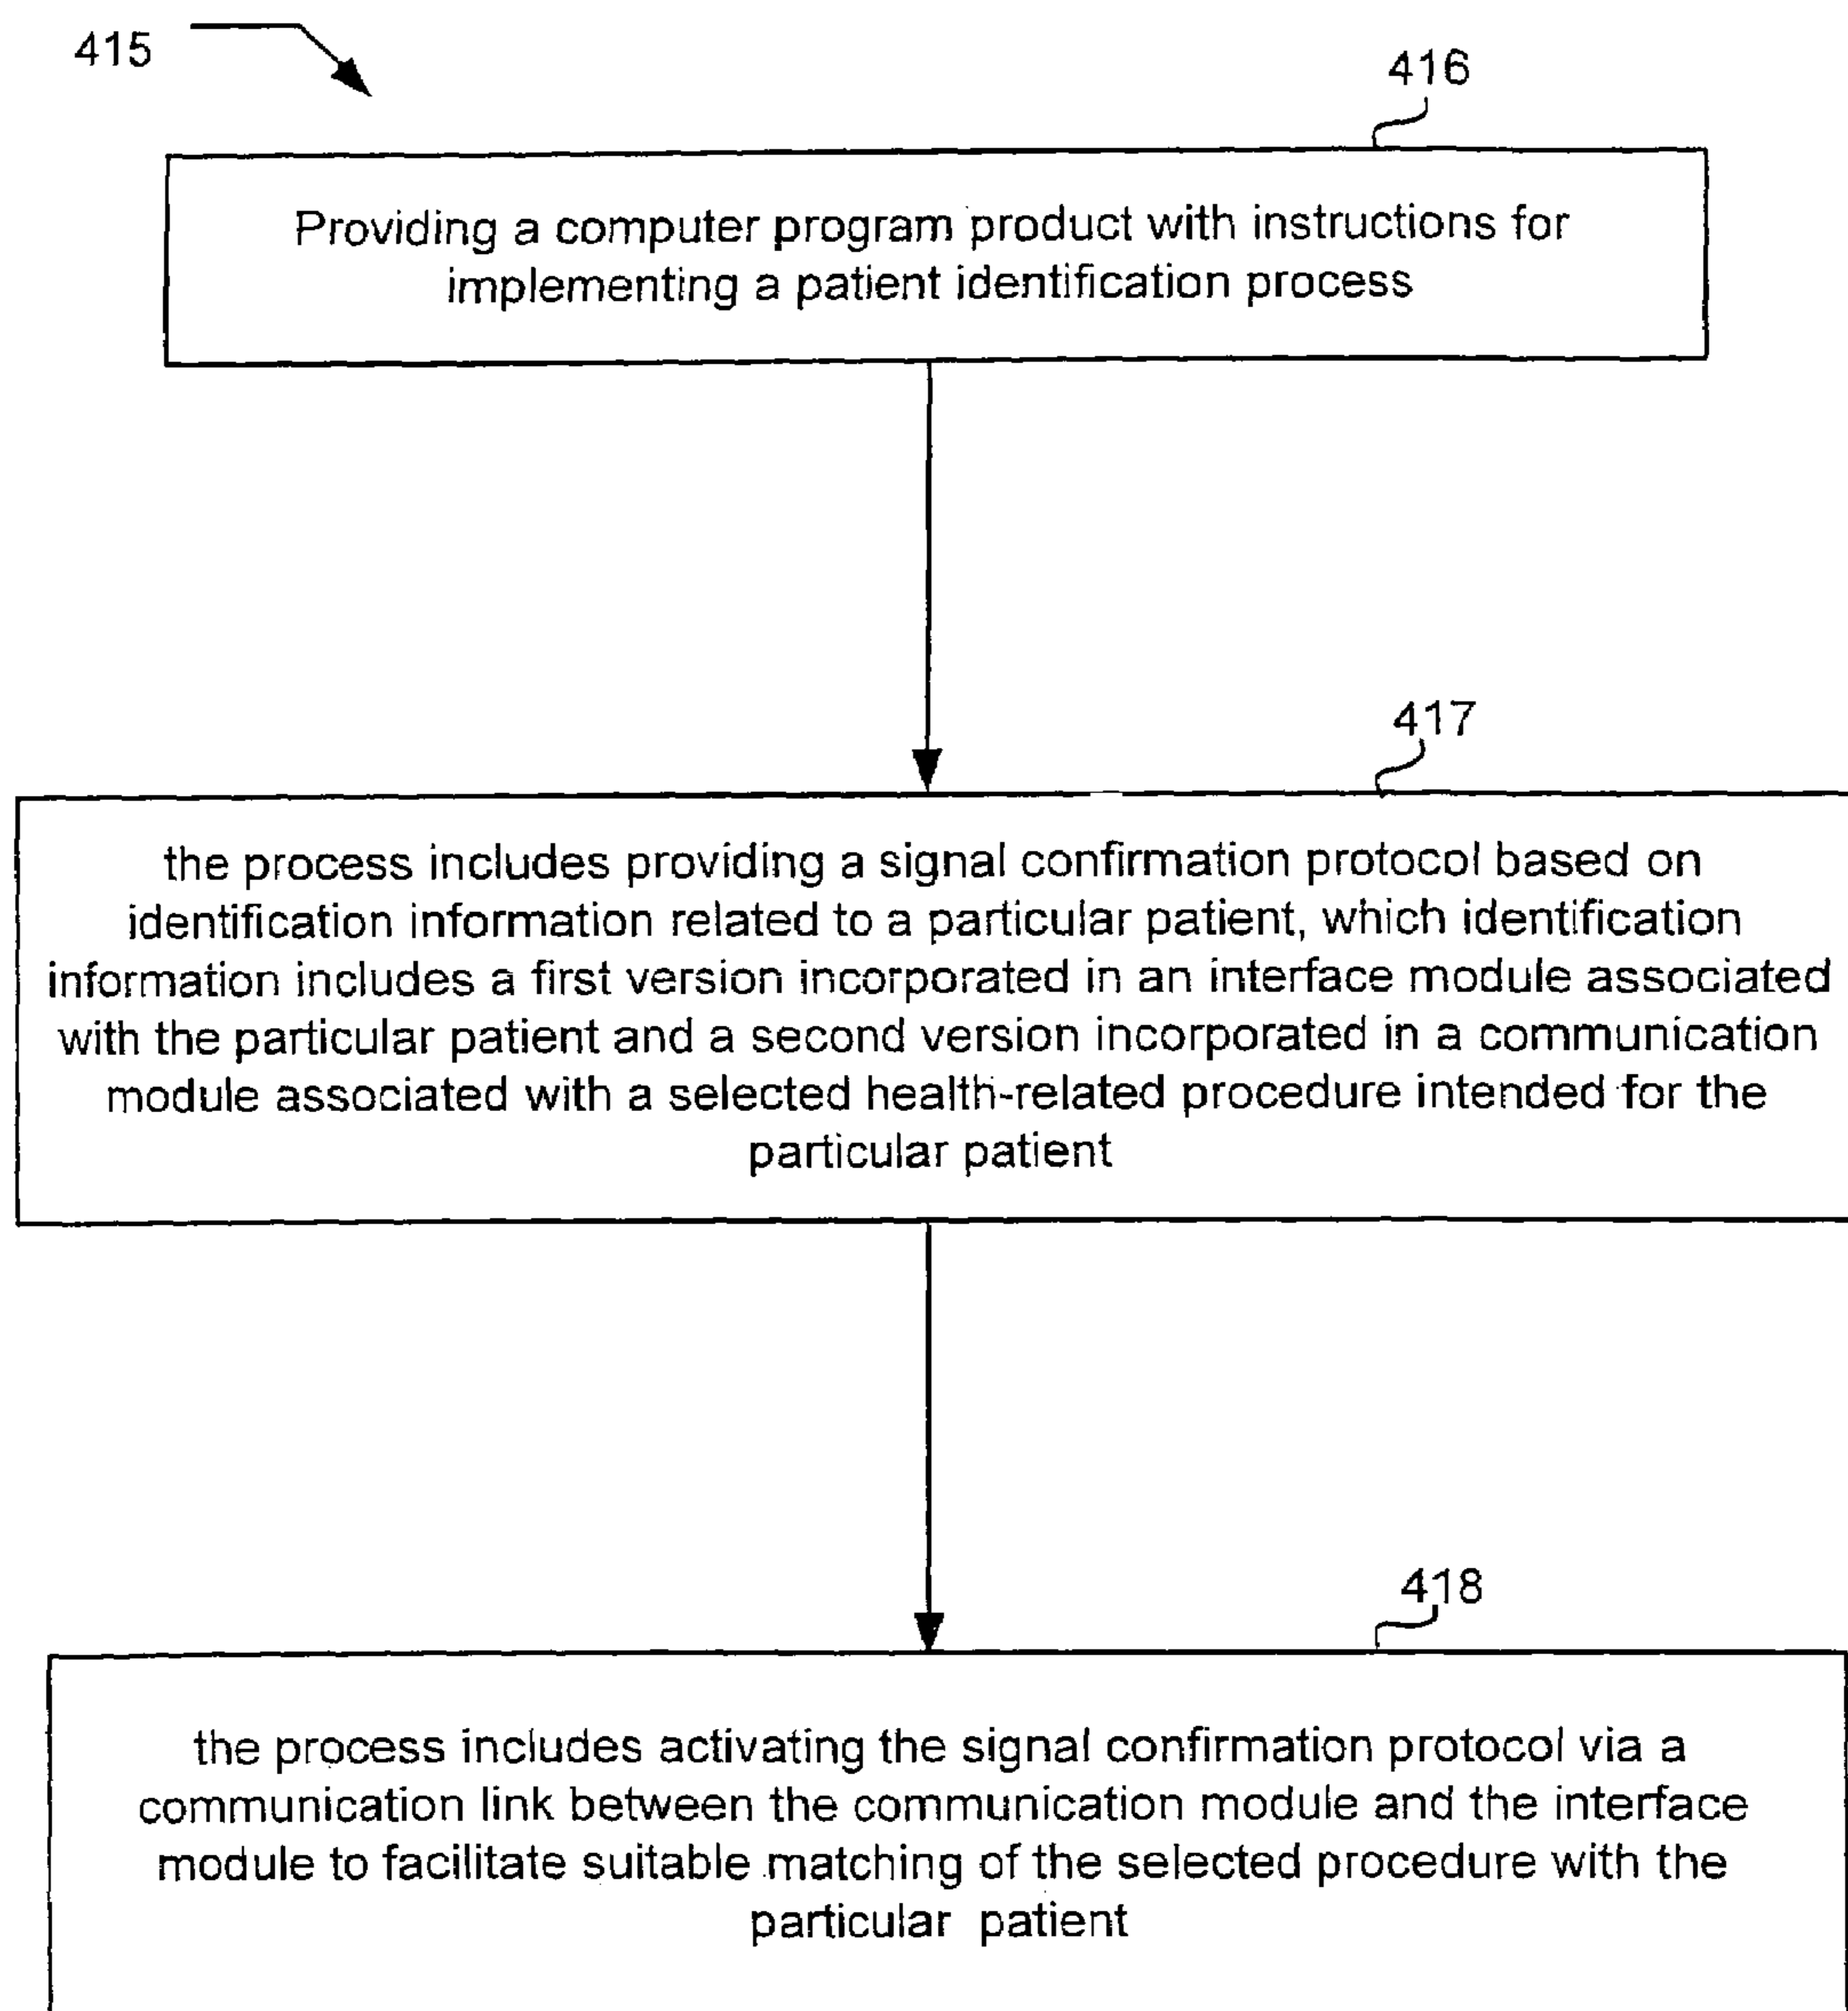 415
416
Providing a computer program product with instructions for
implementing a patient identification process
417
the process includes providing a signal confirmation protocol based on
identification information related to a particular patient, which identification
information includes a first version incorporated in an interface module associated
with the particular patient and a second version incorporated in a communication
module associated with a selected health-related procedure intended for the
particular patient
418
the process includes activating the signal confirmation protocol via a
communication link between the communication module and the interface
module to facilitate suitable matching of the selected procedure with the
particular patient